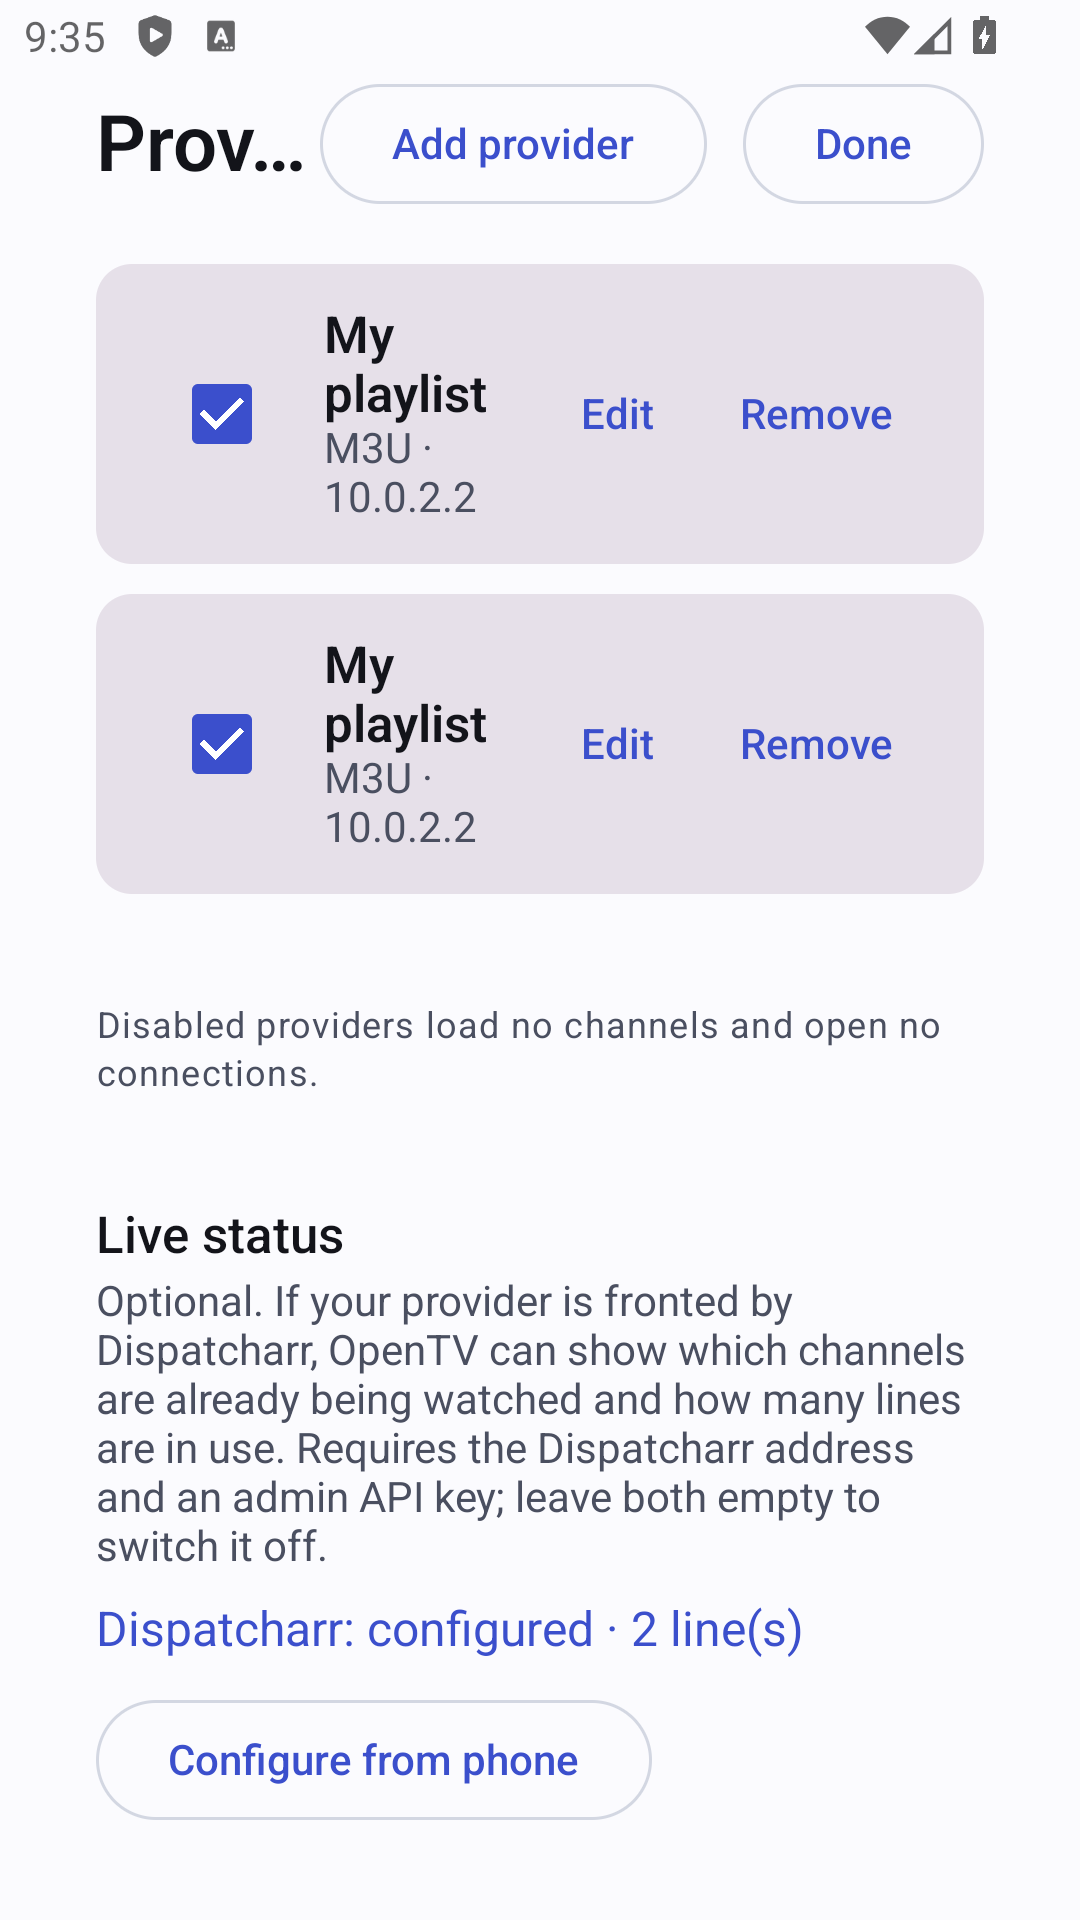 9:35
Prov...
Add provider
Done
My
playlist
M3U ·
10.0.2.2
Edit
Remove
My
playlist
M3U ·
10.0.2.2
Edit
Remove
Disabled providers load no channels and open no
connections.
Live status
Optional. If your provider is fronted by
Dispatcharr, OpenTV can show which channels
are already being watched and how many lines
are in use. Requires the Dispatcharr address
and an admin API key; leave both empty to
switch it off.
Dispatcharr: configured · 2 line(s)
Configure from phone